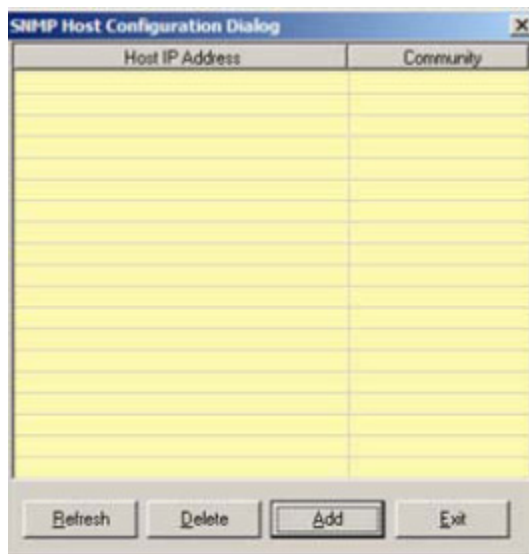 SNMP Host Configuration Dialog
Host IP Address Community
Refresh Delete Add Exit